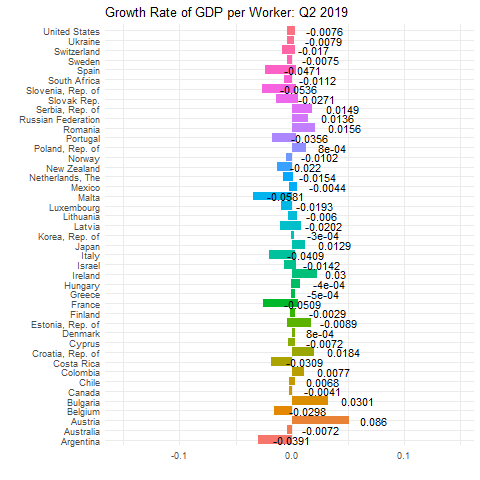 Growth Rate of GDP per Worker: Q2 2019
United States -0.0076
Ukraine -0.0079
Switzerland -0.017
Sweden -0.0075
Spain -0.0471
South Africa -0.0112
Slovenia, Rep. of -0.0536
Slovak Rep. -0.0271
Serbia, Rep. of 0.0149
Russian Federation 0.0136
Romania 0.0156
Portugal -0.0356
Poland, Rep. of 8e-04
Norway -0.0102
New Zealand -0.022
Netherlands, The -0.0154
Mexico -0.0044
Malta -0.0581
Luxembourg -0.0193
Lithuania -0.006
Latvia -0.0202
Korea, Rep. of -3e-04
Japan 0.0129
Italy -0.0409
Israel -0.0142
Ireland 0.03
Hungary -4e-04
Greece -5e-04
France -0.0509
Finland -0.0029
Estonia, Rep. of -0.0089
Denmark 8e-04
Cyprus -0.0072
Croatia, Rep. of 0.0184
Costa Rica -0.0309
Colombia 0.0077
Chile 0.0068
Canada -0.0041
Bulgaria 0.0301
Belgium -0.0298
Austria 0.086
Australia -0.0072
Argentina -0.0391
-0.1 0.0 0.1